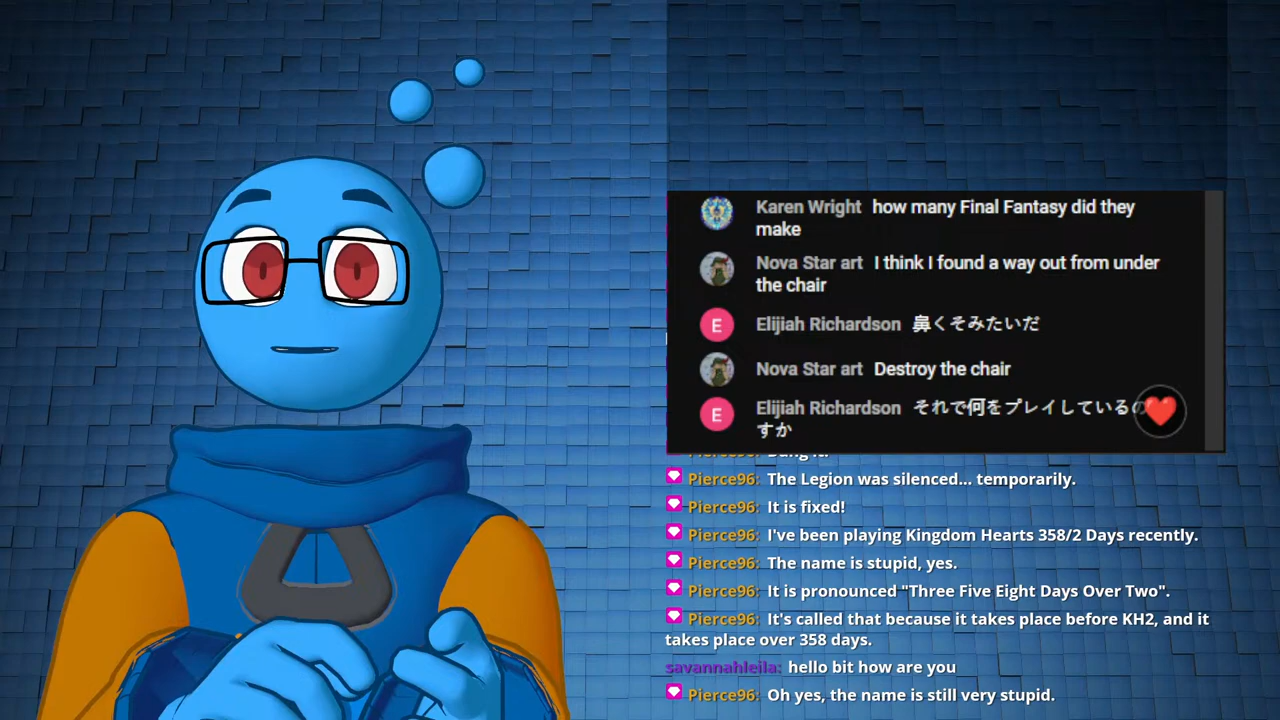 Karen Wright how many Final Fantasy did they
make
Nova Star art I think I found a way out from under
the chair
E Elijiah Richardson 鼻くそみたいだ
Nova Star art Destroy the chair
E Elijiah Richardson それで何をプレイしているの
すか
Pierce96: Dang it.
Pierce96: The Legion was silenced... temporarily.
Pierce96: It is fixed!
Pierce96: I've been playing Kingdom Hearts 358/2 Days recently.
Pierce96: The name is stupid, yes.
Pierce96: It is pronounced "Three Five Eight Days Over Two".
Pierce96: It's called that because it takes place before KH2, and it
takes place over 358 days.
savannahleila: hello bit how are you
Pierce96: Oh yes, the name is still very stupid.